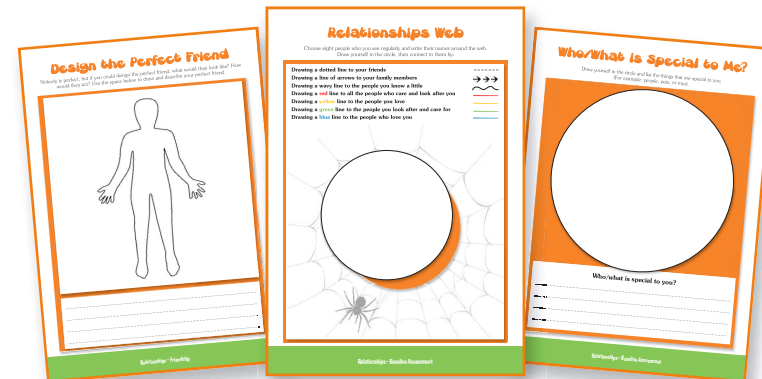 Design the Perfect Friend
Nobody is perfect, but if you could design the perfect friend, what would they look like? How
would they act? Use the space below to draw and describe your perfect friend.
Relationships - Friendship
Relationships Web
Choose eight people who you see regularly and write their names around the web.
Draw yourself in the circle, then connect to them by:
Drawing a dotted line to your friends
Drawing a line of arrows to your family members
Drawing a wavy line to the people you know a little
Drawing a red line to all the people who care and look after you
Drawing a yellow line to the people you love
Drawing a green line to the people you look after and care for
Drawing a blue line to the people who love you
Relationships - Baseline Assessment
Who/What is Special to Me?
Draw yourself in the circle and list the things that are special to you.
(For example: people, pets, or toys)
Who/what is special to you?
Relationships - Baseline Assessment